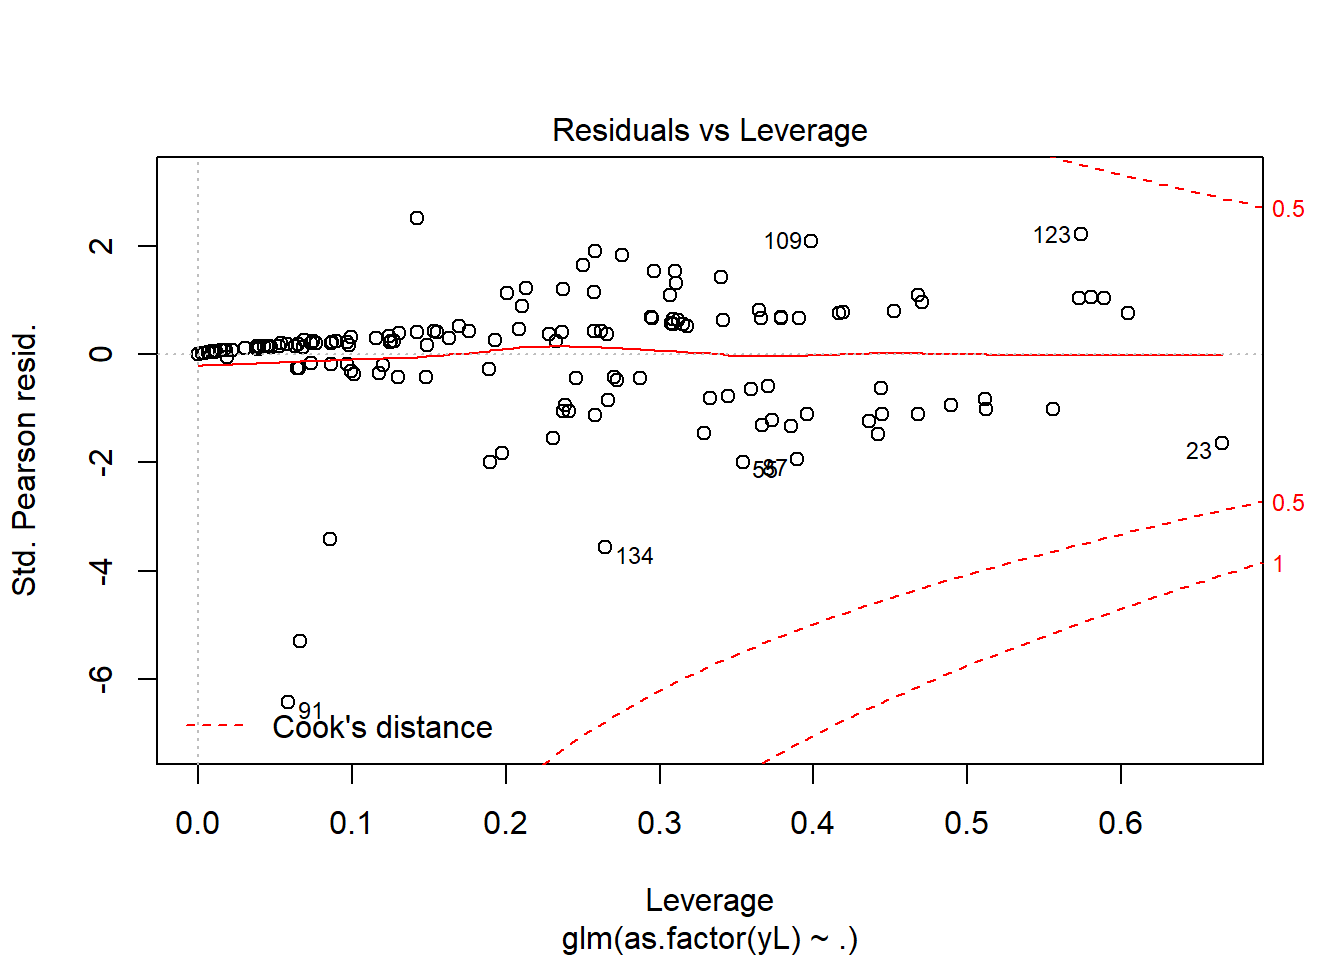 Residuals vs Leverage
Std. Pearson resid.
2
0
-2
-4
-6
0.5
0.5
1
109
123
55
87
23
134
91
Cook's distance
0.0 0.1 0.2 0.3 0.4 0.5 0.6
Leverage
glm(as.factor(yL) ~ .)